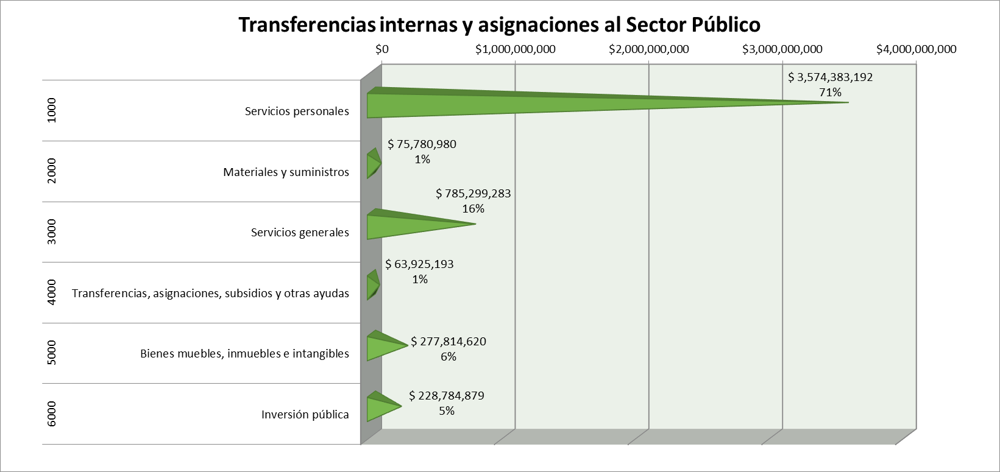 Transferencias internas y asignaciones al Sector Público
$0 $1,000,000,000 $2,000,000,000 $3,000,000,000 $4,000,000,000
1000 Servicios personales
$ 3,574,383,192
71%
2000 Materiales y suministros
$ 75,780,980
1%
3000 Servicios generales
$ 785,299,283
16%
4000 Transferencias, asignaciones, subsidios y otras ayudas
$ 63,925,193
1%
5000 Bienes muebles, inmuebles e intangibles
$ 277,814,620
6%
6000 Inversión pública
$ 228,784,879
5%